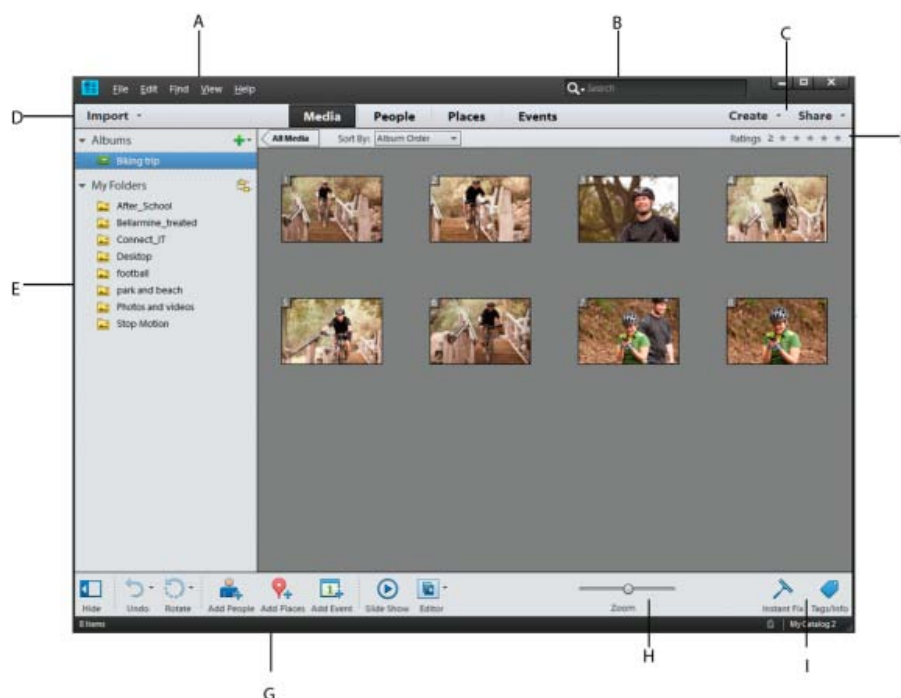 A
B
C
File Edit Find View Help
Search
D
Import
Media People Places Events
Create Share
Albums
All Media Sort By: Album Order
Ratings 2
Biking trip
My Folders
After_School
Bellarmine_treated
Connect_IT
Desktop
football
park and beach
Photos and videos
Stop Motion
E
Hide Undo Rotate Add People Add Places Add Event Slide Show Editor
Zoom
Instant Fix Tags/Info
8 Items
My Catalog 2
H
I
G